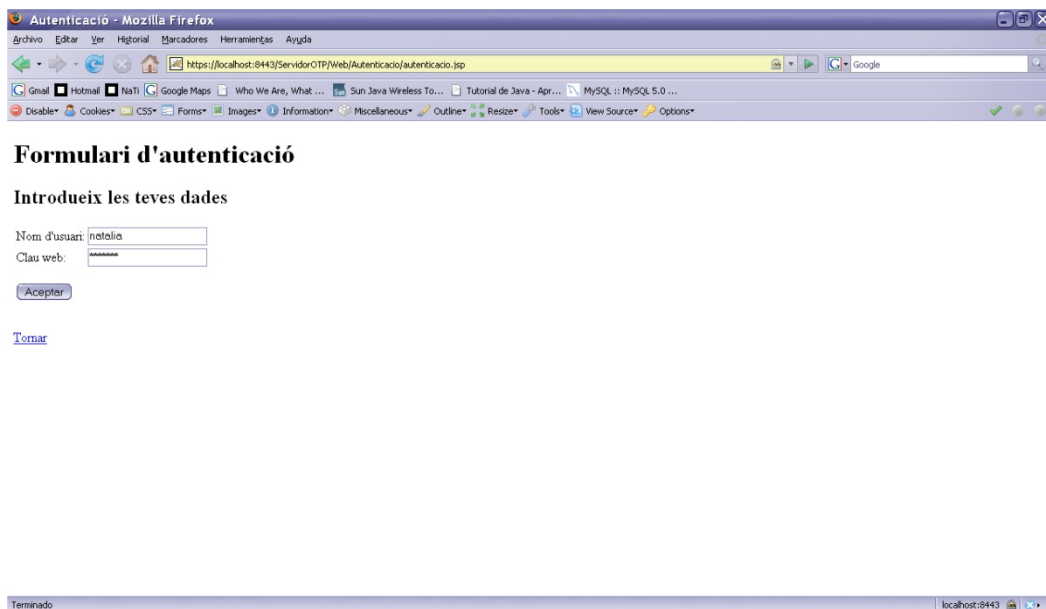 Autenticació - Mozilla Firefox
Archivo Editar Ver Historial Marcadores Herramientas Ayuda
https://localhost:8443/ServidorOTP/Web/Autenticacio/autenticacio.jsp
Google
Gmail Hotmail NaTi Google Maps Who We Are, What ... Sun Java Wireless To... Tutorial de Java - Apr... MySQL :: MySQL 5.0 ...
Disable Cookies CSS Forms Images Information Miscellaneous Outline Resize Tools View Source Options
Formulari d'autenticació
Introdueix les teves dades
Nom d'usuari: natalia
Clau web: *******
Aceptar
Tornar
Terminado
localhost:8443